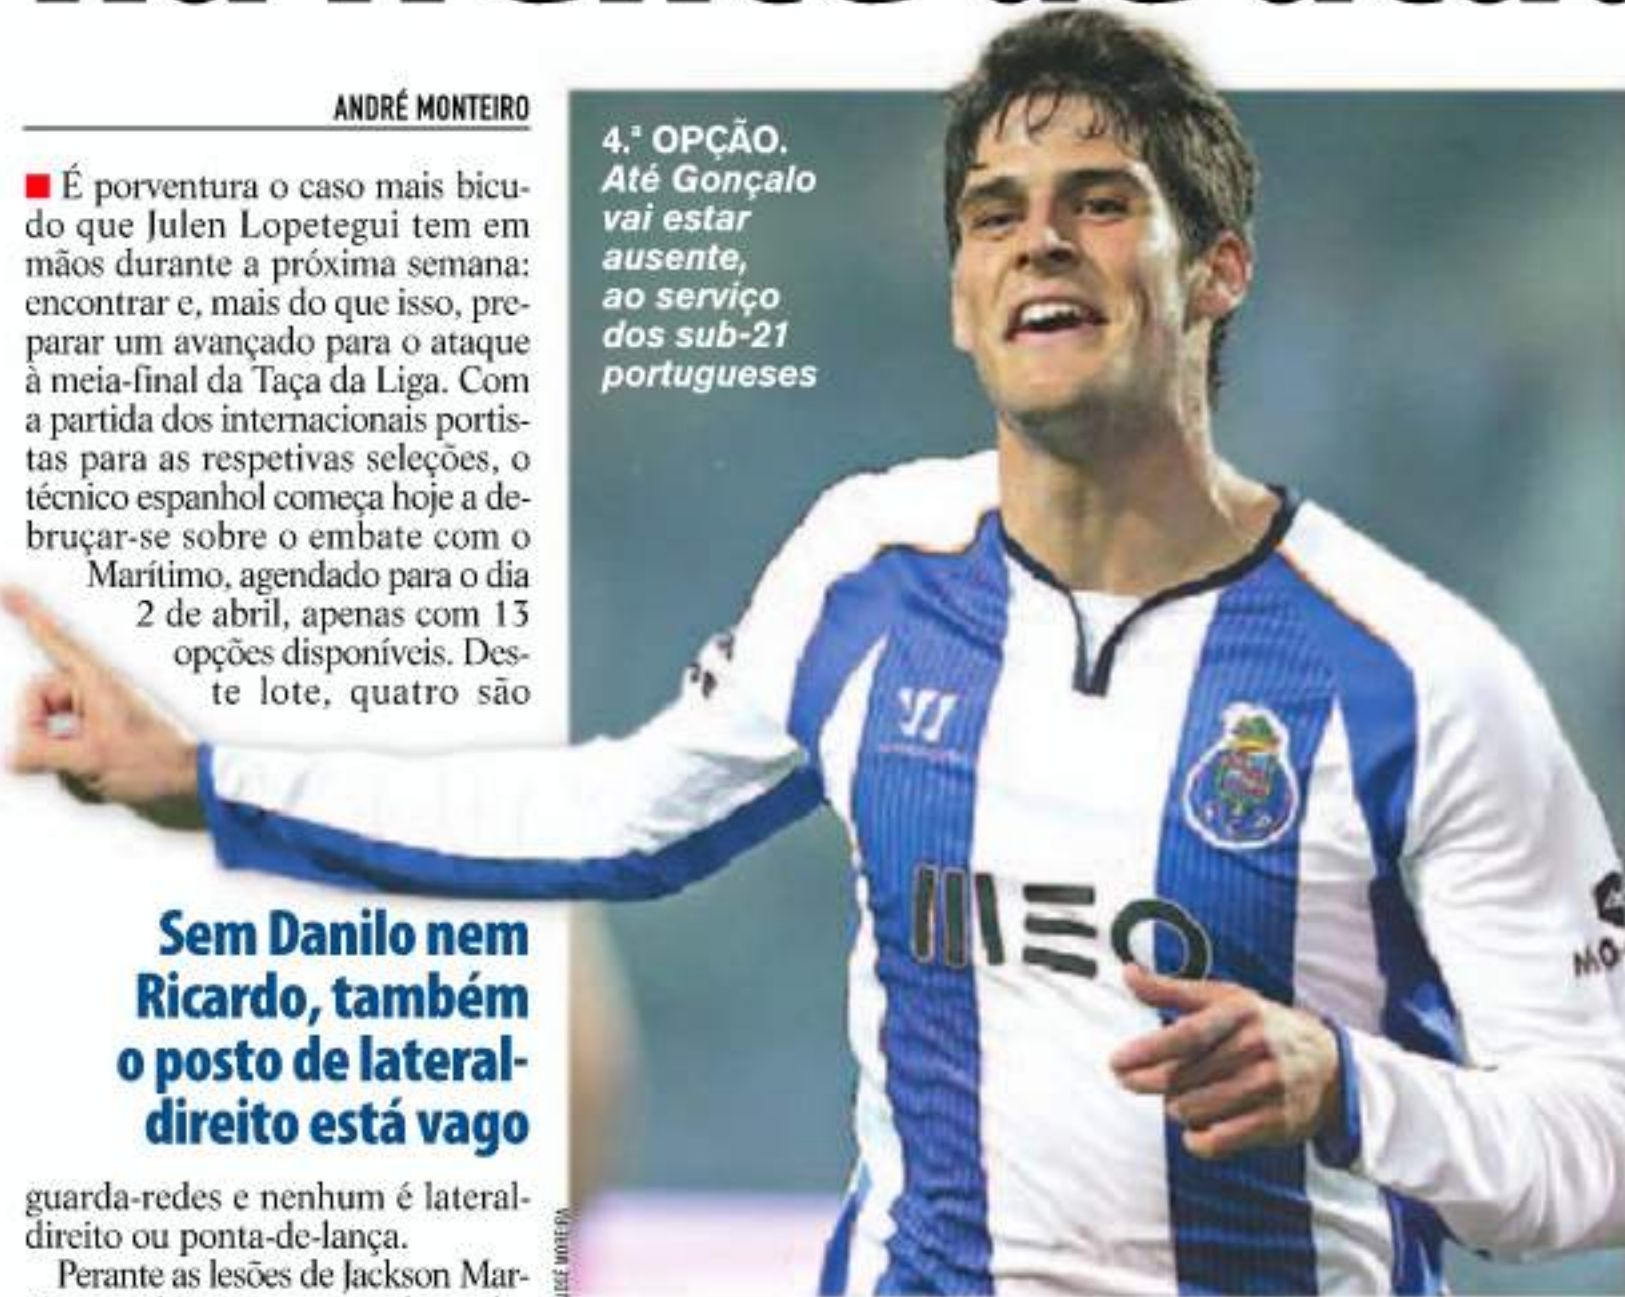 ANDRÉ MONTEIRO
É porventura o caso mais bicu-
do que Julen Lopetegui tem em
mãos durante a próxima semana:
encontrar e, mais do que isso, pre-
parar um avançado para o ataque
à meia-final da Taça da Liga. Com
a partida dos internacionais portis-
tas para as respetivas seleções, o
técnico espanhol começa hoje a de-
bruçar-se sobre o embate com o
Marítimo, agendado para o dia
2 de abril, apenas com 13
opções disponíveis. Des-
te lote, quatro são
Sem Danilo nem
Ricardo, também
o posto de lateral-
direito está vago
guarda-redes e nenhum é lateral-
direito ou ponta-de-lança.
Perante as lesões de Jackson Mar-
4.ª OPÇÃO.
Até Gonçalo
vai estar
ausente,
ao serviço
dos sub-21
portugueses
MEO
JOSÉ MOREIRA